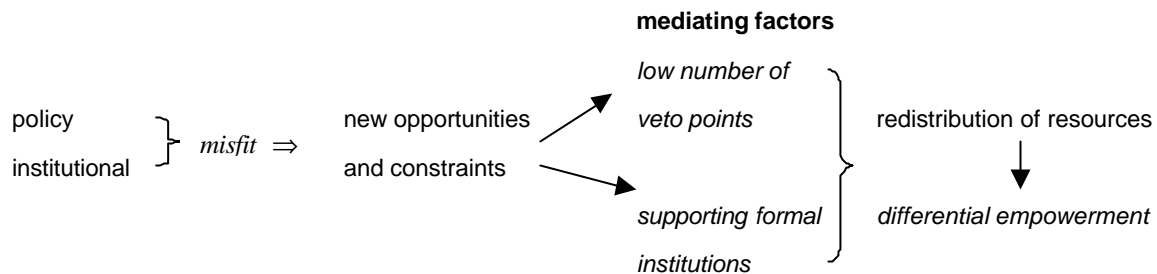 mediating factors
low number of
veto points
policy
institutional
misfit ⇒
new opportunities
and constraints
redistribution of resources
supporting formal
institutions
differential empowerment